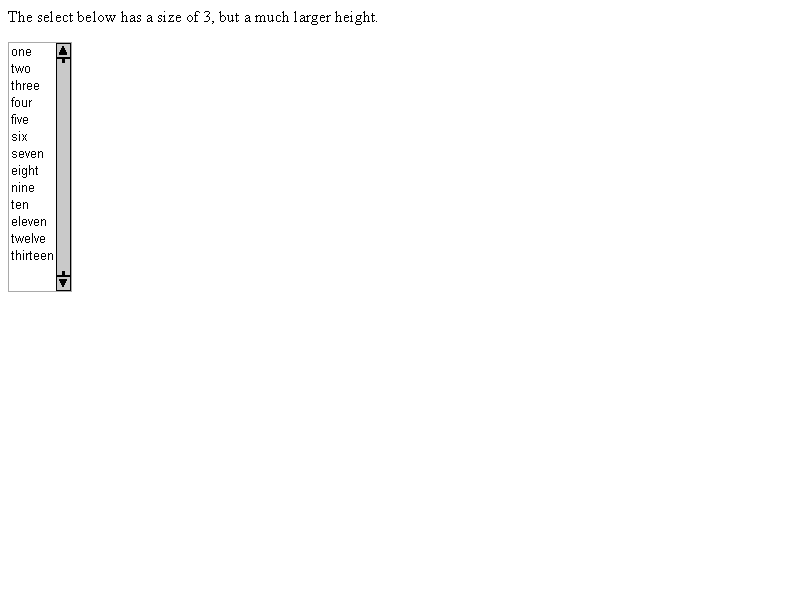 The select below has a size of 3, but a much larger height.
one
two
three
four
five
six
seven
eight
nine
ten
eleven
twelve
thirteen